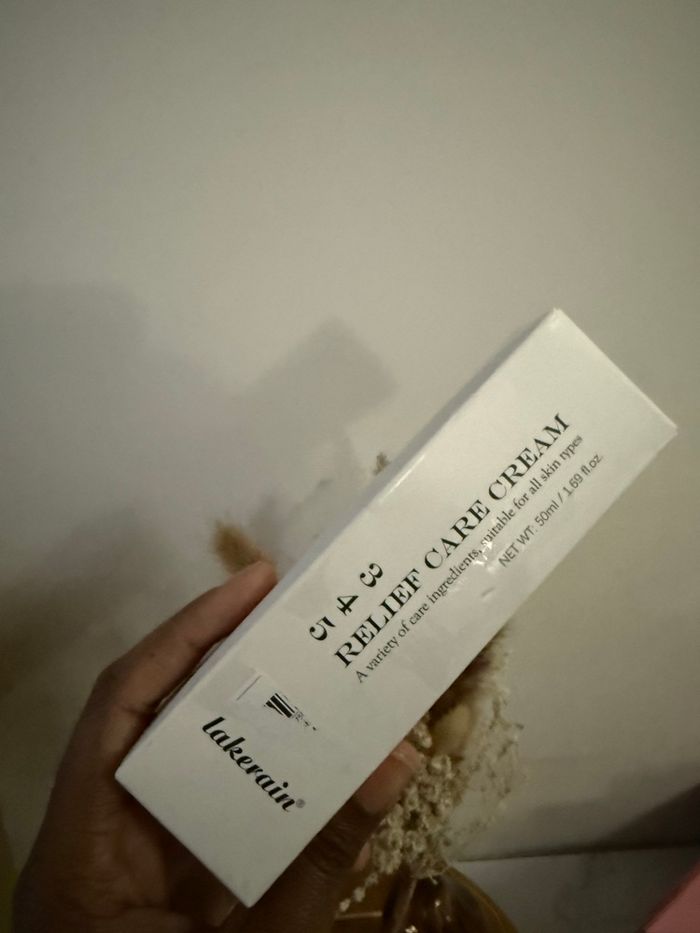 5 4 3
RELIEF CARE CREAM
A variety of care ingredients, suitable for all skin types
NET WT: 50ml / 1.69 fl.oz.
lakerain®